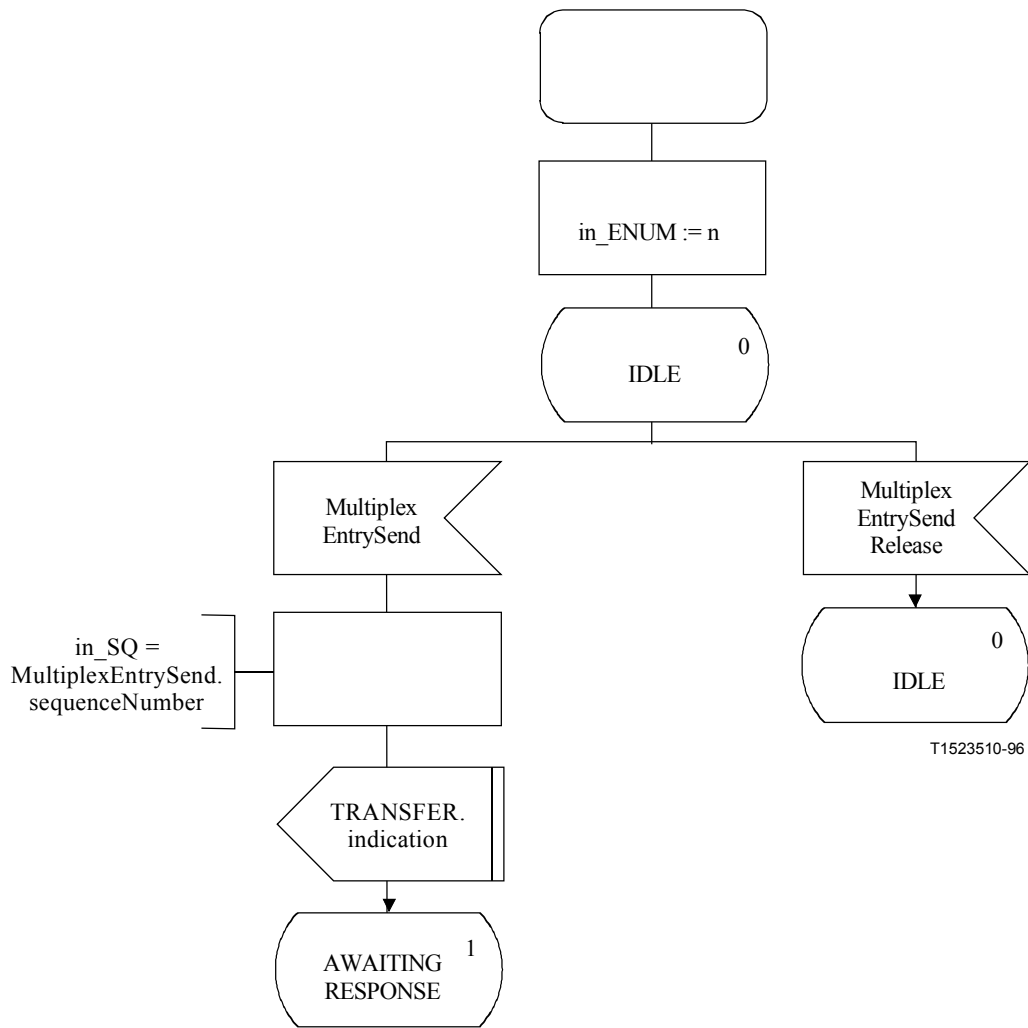 in_ENUM := n
0
IDLE
Multiplex
EntrySend
Multiplex
EntrySend
Release
in_SQ =
MultiplexEntrySend.
sequenceNumber
0
IDLE
T1523510-96
TRANSFER.
indication
1
AWAITING
RESPONSE